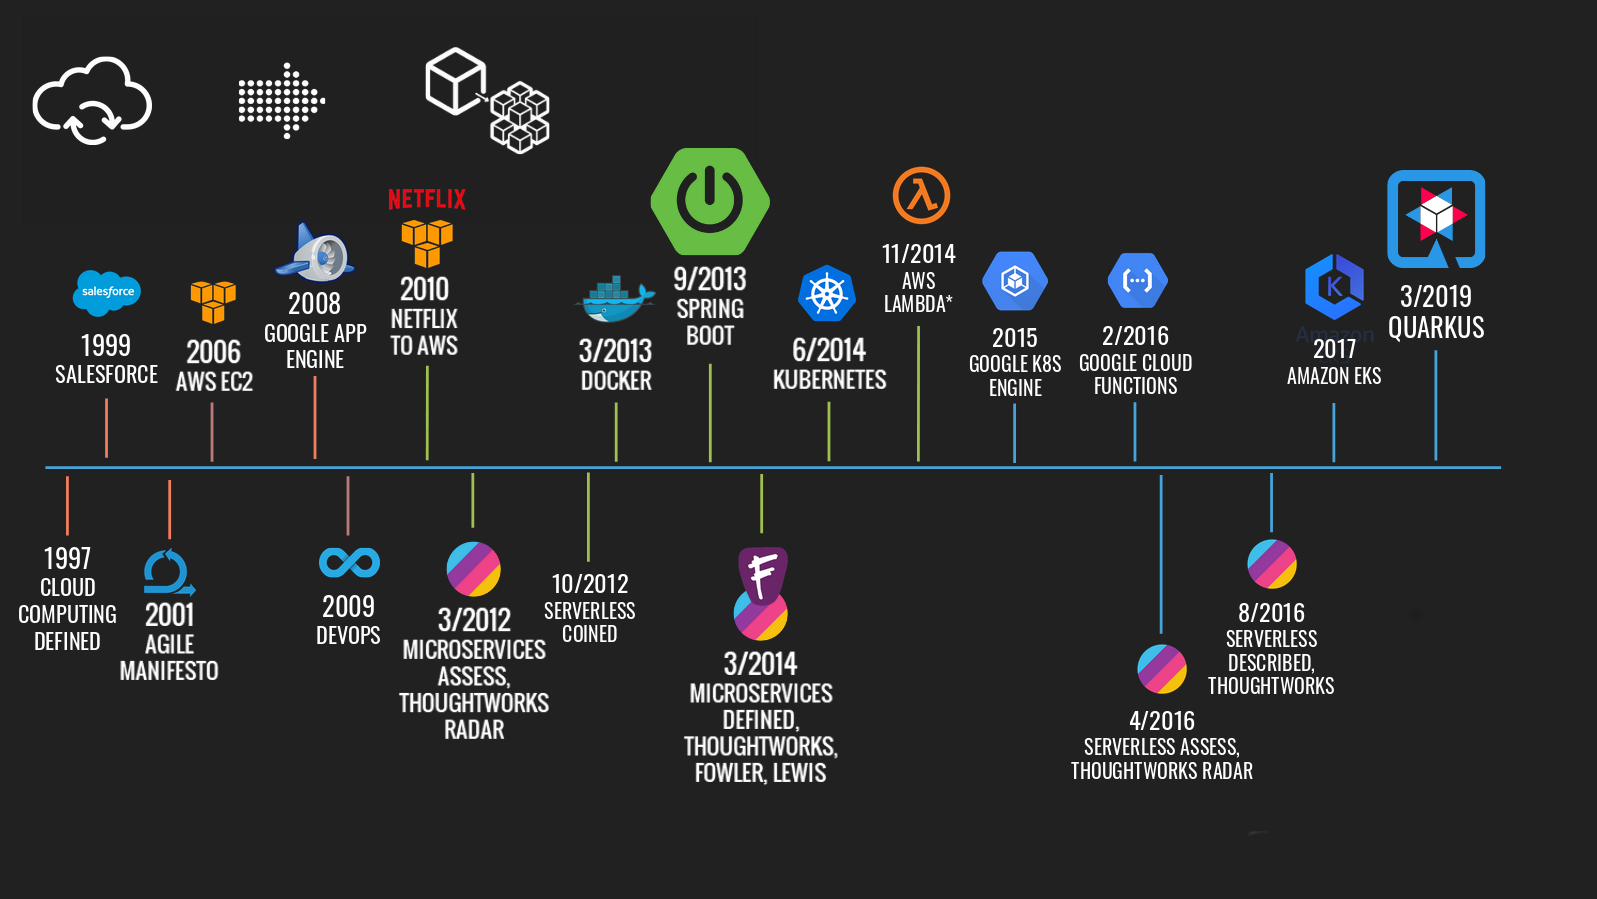 salesforce
1999
SALESFORCE
2006
AWS EC2
2008
GOOGLE APP
ENGINE
NETFLIX
2010
NETFLIX
TO AWS
3/2013
DOCKER
9/2013
SPRING
BOOT
6/2014
KUBERNETES
11/2014
AWS
LAMBDA*
2015
GOOGLE K8S
ENGINE
2/2016
GOOGLE CLOUD
FUNCTIONS
K
Amazon
2017
AMAZON EKS
3/2019
QUARKUS
1997
CLOUD
COMPUTING
DEFINED
2001
AGILE
MANIFESTO
2009
DEVOPS
3/2012
MICROSERVICES
ASSESS,
THOUGHTWORKS
RADAR
10/2012
SERVERLESS
COINED
F
3/2014
MICROSERVICES
DEFINED,
THOUGHTWORKS,
FOWLER, LEWIS
4/2016
SERVERLESS ASSESS,
THOUGHTWORKS RADAR
8/2016
SERVERLESS
DESCRIBED,
THOUGHTWORKS